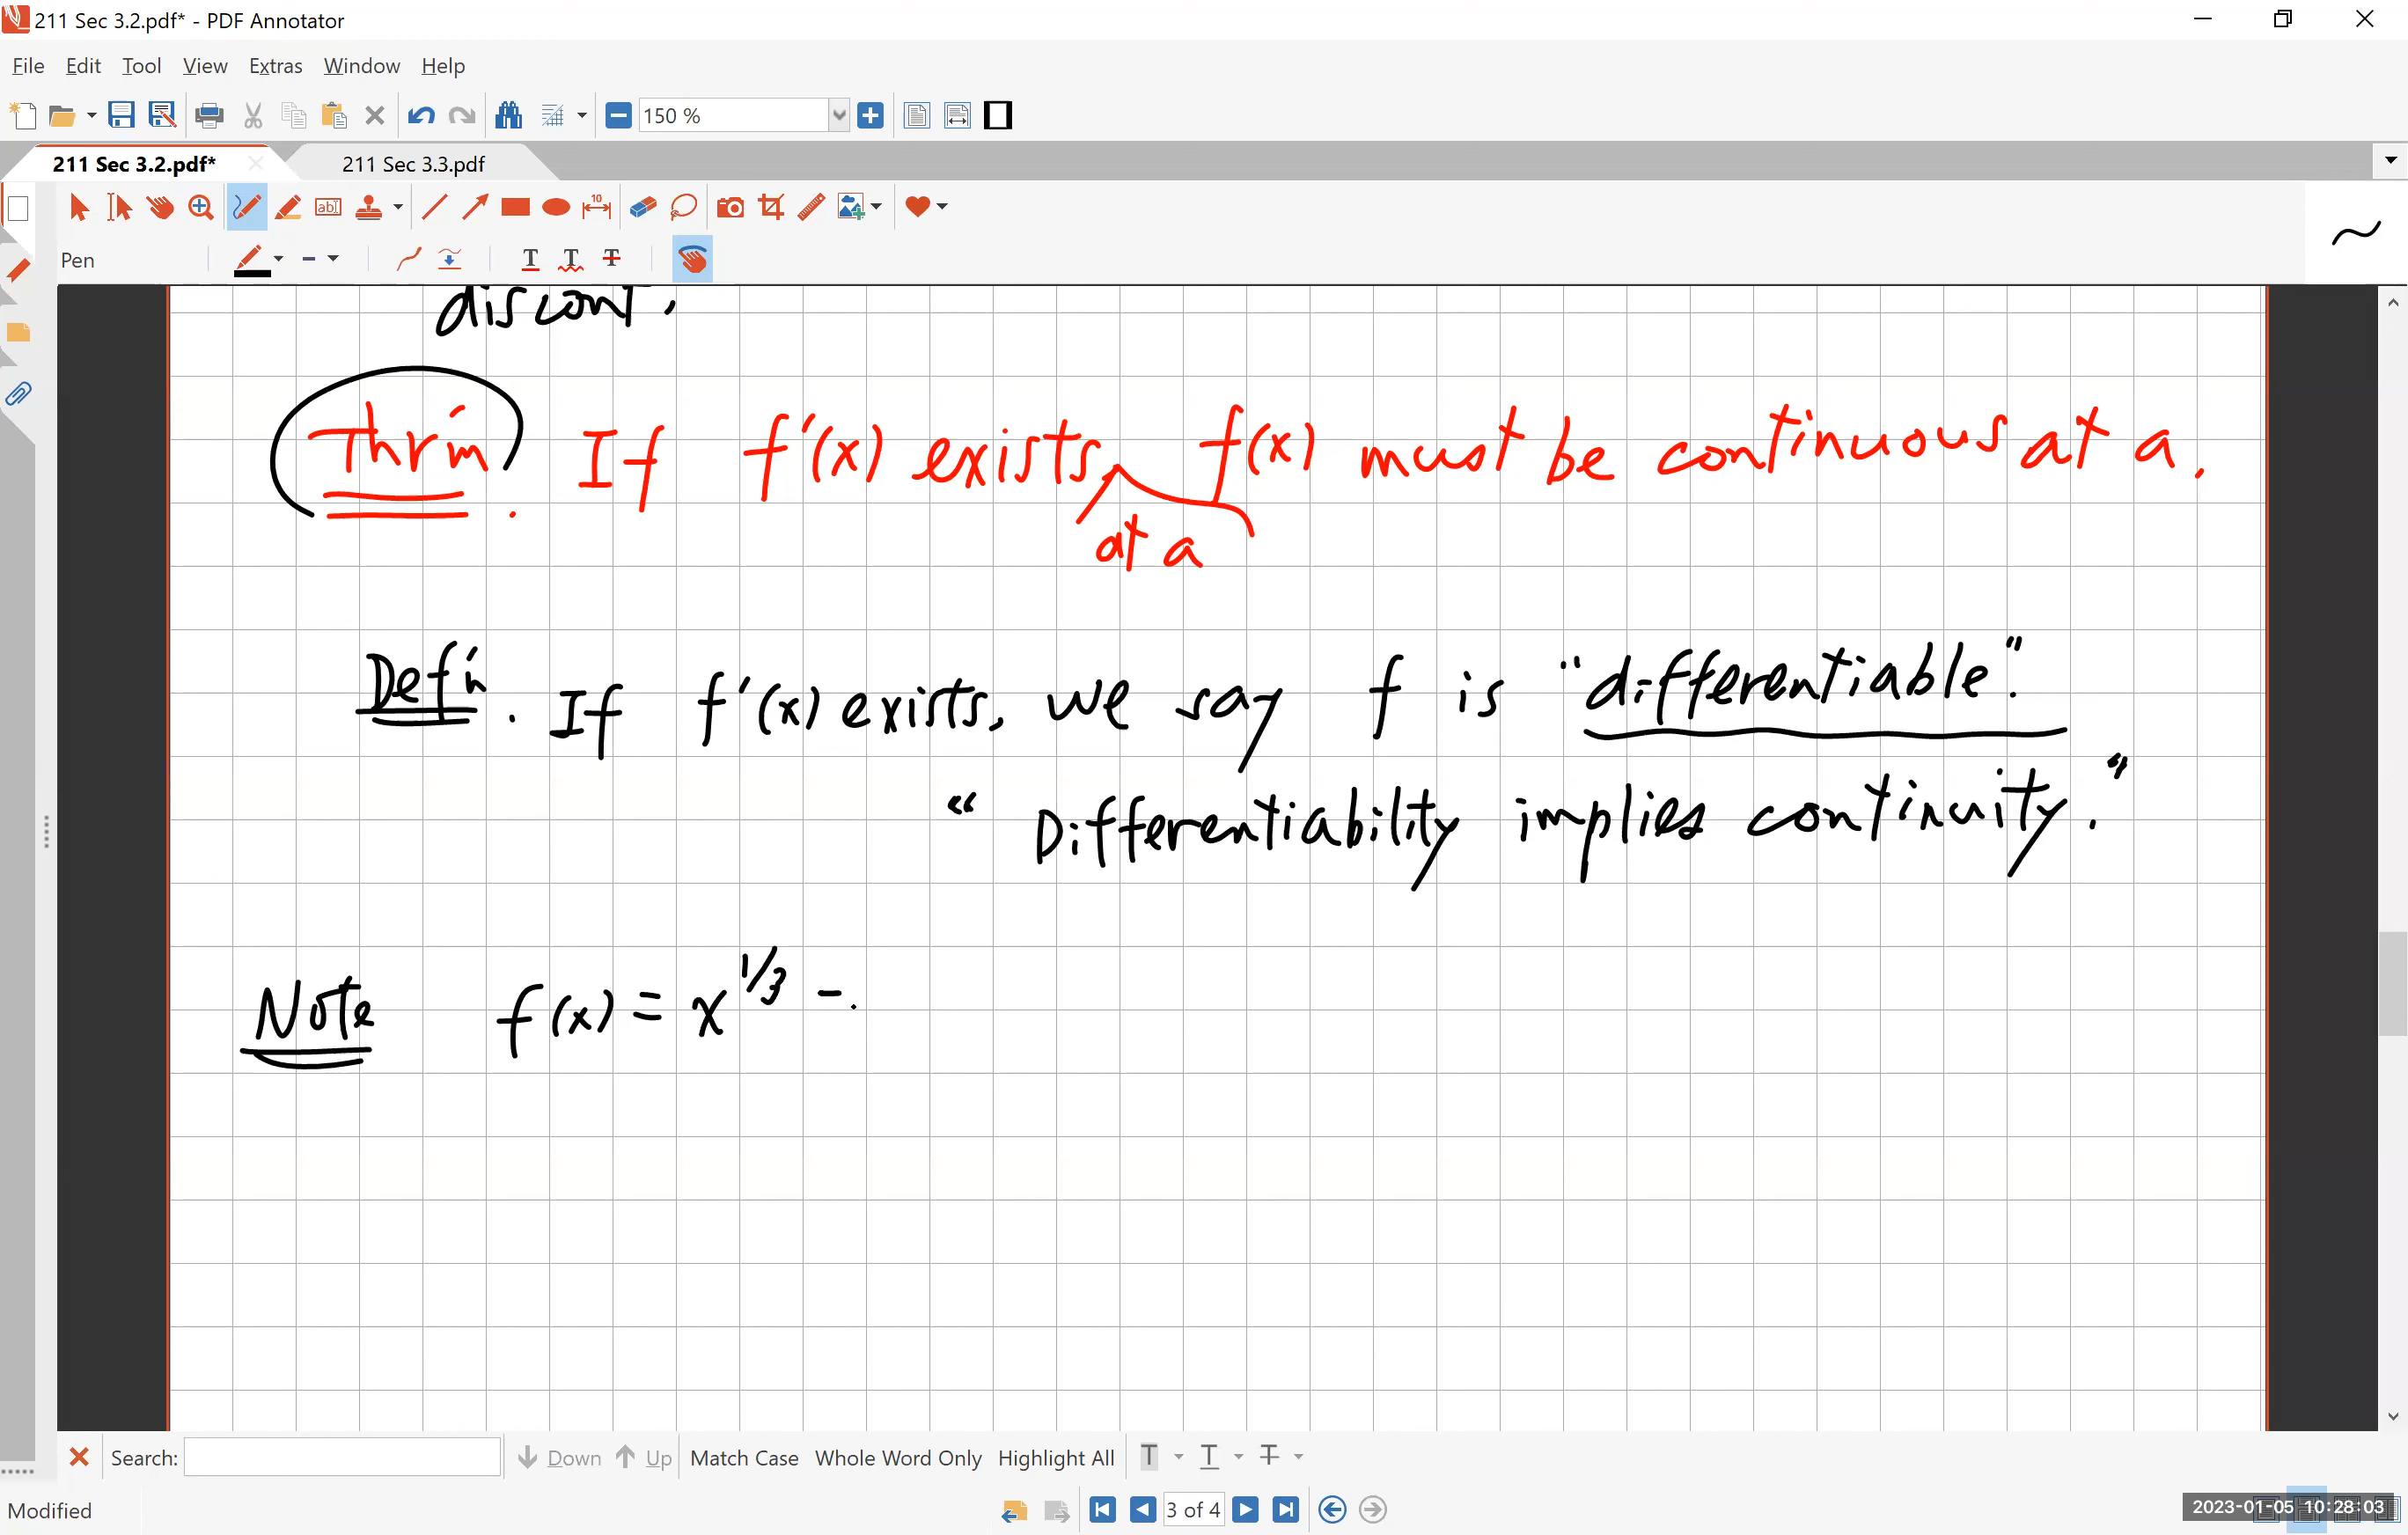 211 Sec 3.2.pdf* - PDF Annotator
File Edit Tool View Extras Window Help
150 %
211 Sec 3.2.pdf* 211 Sec 3.3.pdf
ab 10
Pen T T T
discont.
Thr'm. If f'(x) exists f(x) must be continuous at a.
at a
Def'n. If f'(x) exists, we say f is "differentiable".
"Differentiability implies continuity."
Note f(x) = x^1/3 -.
Search: Down Up Match Case Whole Word Only Highlight All T T T
Modified 3 of 4 2023-01-05 10:28:03